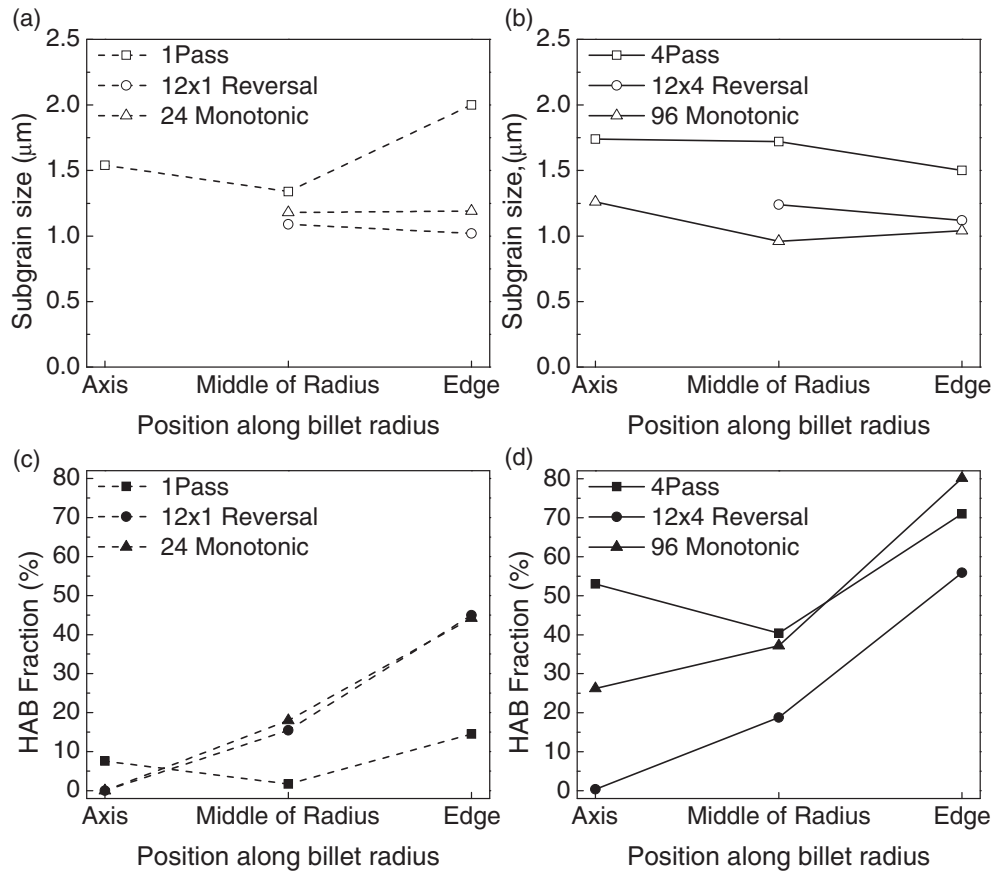 (a)
2.5
2.0
1.5
1.0
0.5
0.0
Subgrain size (μm)
1Pass
12x1 Reversal
24 Monotonic
Axis Middle of Radius Edge
Position along billet radius
(b)
2.5
2.0
1.5
1.0
0.5
0.0
Subgrain size, (μm)
4Pass
12x4 Reversal
96 Monotonic
Axis Middle of Radius Edge
Position along billet radius
(c)
80
70
60
50
40
30
20
10
0
HAB Fraction (%)
1Pass
12x1 Reversal
24 Monotonic
Axis Middle of Radius Edge
Position along billet radius
(d)
80
70
60
50
40
30
20
10
0
HAB Fraction (%)
4Pass
12x4 Reversal
96 Monotonic
Axis Middle of Radius Edge
Position along billet radius